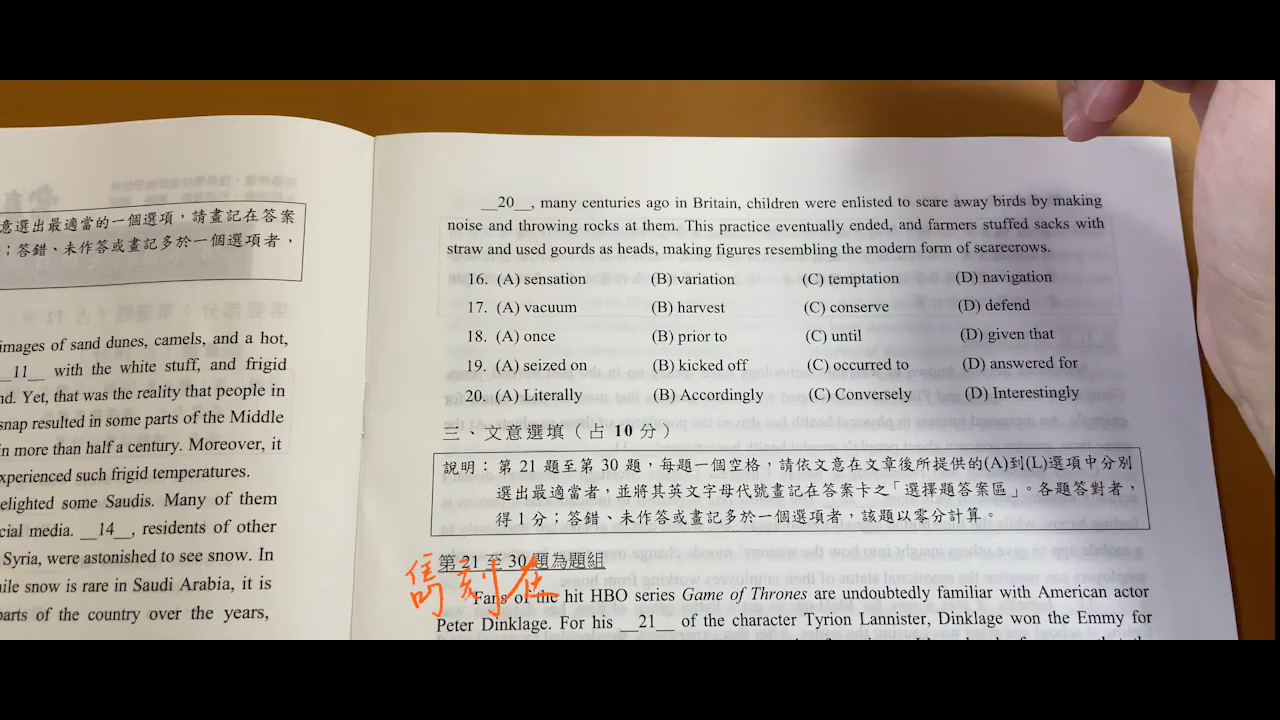 意選出最適當的一個選項，請畫記在答案
；答錯、未作答或畫記多於一個選項者，
images of sand dunes, camels, and a hot,
__11__ with the white stuff, and frigid
nd. Yet, that was the reality that people in
snap resulted in some parts of the Middle
in more than half a century. Moreover, it
experienced such frigid temperatures.
elighted some Saudis. Many of them
cial media. __14__, residents of other
Syria, were astonished to see snow. In
ile snow is rare in Saudi Arabia, it is
parts of the country over the years,
__20__, many centuries ago in Britain, children were enlisted to scare away birds by making
noise and throwing rocks at them. This practice eventually ended, and farmers stuffed sacks with
straw and used gourds as heads, making figures resembling the modern form of scarecrows.
16. (A) sensation (B) variation (C) temptation (D) navigation
17. (A) vacuum (B) harvest (C) conserve (D) defend
18. (A) once (B) prior to (C) until (D) given that
19. (A) seized on (B) kicked off (C) occurred to (D) answered for
20. (A) Literally (B) Accordingly (C) Conversely (D) Interestingly
三、文意選填（占 10 分）
說明：第 21 題至第 30 題，每題一個空格，請依文意在文章後所提供的(A)到(L)選項中分別
選出最適當者，並將其英文字母代號畫記在答案卡之「選擇題答案區」。各題答對者，
得 1 分；答錯、未作答或畫記多於一個選項者，該題以零分計算。
第 21 至 30 題為題組
Fans of the hit HBO series Game of Thrones are undoubtedly familiar with American actor
Peter Dinklage. For his __21__ of the character Tyrion Lannister, Dinklage won the Emmy for